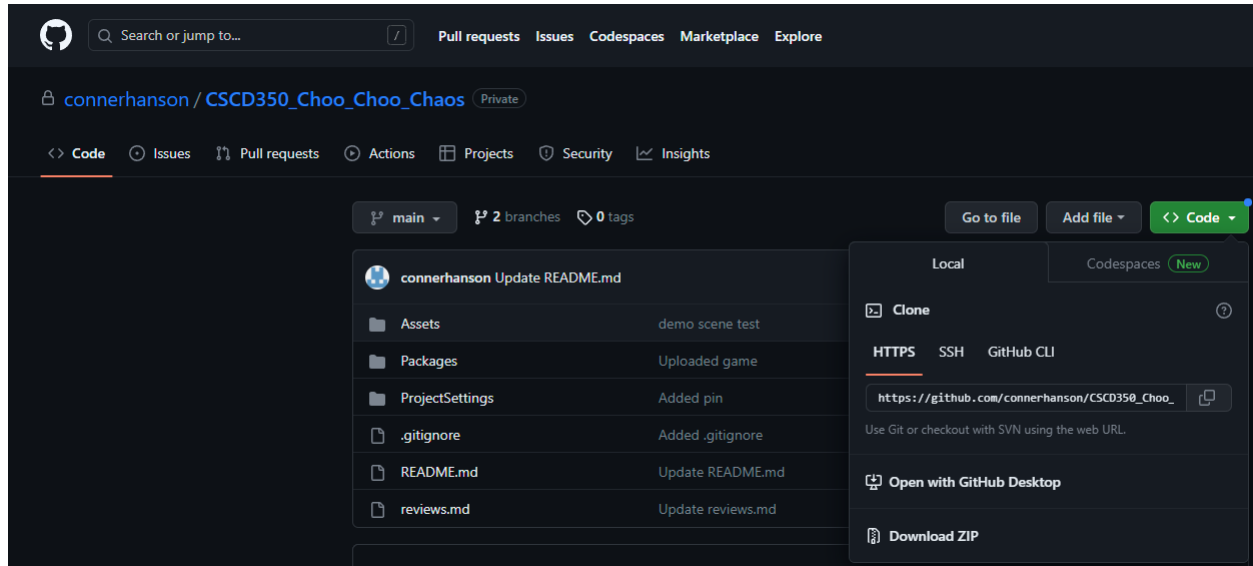 Search or jump to... / Pull requests Issues Codespaces Marketplace Explore
connerhanson / CSCD350_Choo_Choo_Chaos Private
Code Issues Pull requests Actions Projects Security Insights
main 2 branches 0 tags Go to file Add file Code
connerhanson Update README.md
Assets demo scene test
Packages Uploaded game
ProjectSettings Added pin
.gitignore Added .gitignore
README.md Update README.md
reviews.md Update reviews.md
Local Codespaces New
Clone ?
HTTPS SSH GitHub CLI
https://github.com/connerhanson/CSCD350_Choo_
Use Git or checkout with SVN using the web URL.
Open with GitHub Desktop
Download ZIP